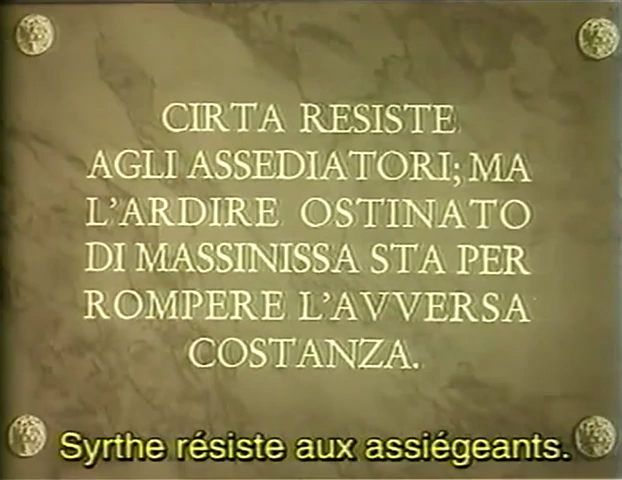 CIRTA RESISTE
AGLI ASSEDIATORI; MA
L'ARDIRE OSTINATO
DI MASSINISSA STA PER
ROMPERE L'AVVERSA
COSTANZA.
Syrthe résiste aux assiégeants.